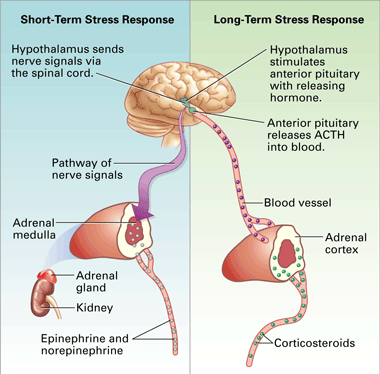 Short-Term Stress Response
Hypothalamus sends
nerve signals via
the spinal cord.
Pathway of
nerve signals
Adrenal
medulla
Adrenal
gland
Kidney
Epinephrine and
norepinephrine
Long-Term Stress Response
Hypothalamus
stimulates
anterior pituitary
with releasing
hormone.
Anterior pituitary
releases ACTH
into blood.
Blood vessel
Adrenal
cortex
Corticosteroids